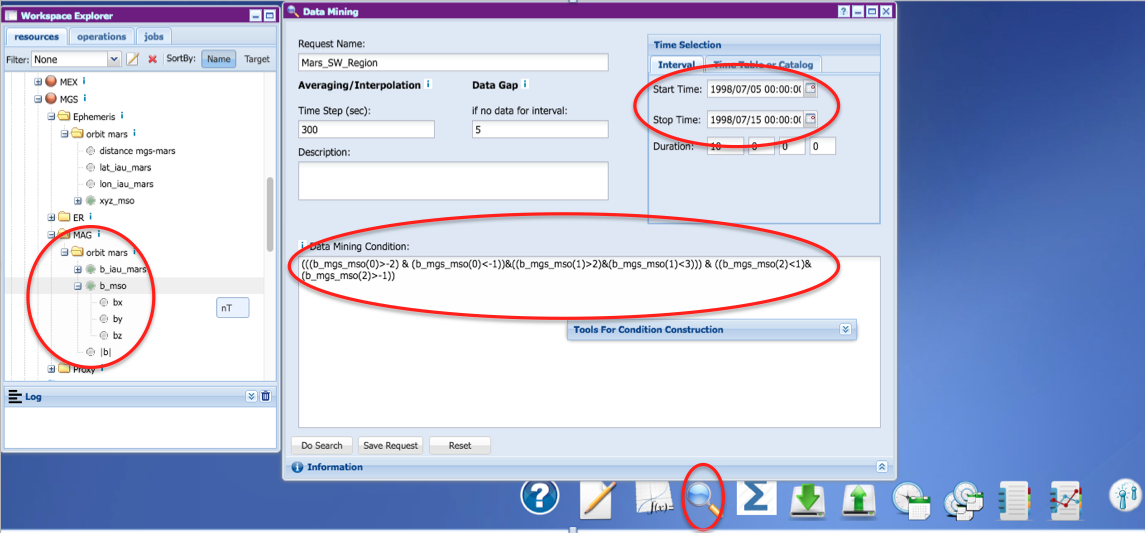 Workspace Explorer
resources operations jobs
Filter: None SortBy: Name Target
MEX i
MGS i
Ephemeris i
orbit mars i
distance mgs-mars
lat_iau_mars
lon_iau_mars
xyz_mso
ER i
MAG i
orbit mars i
b_iau_mars
b_mso
bx
by
bz
|b|
Proxy i
nT
Log
Data Mining
Request Name:
Mars_SW_Region
Averaging/Interpolation i Data Gap i
Time Step (sec): if no data for interval:
300 5
Description:
Time Selection
Interval Time Table or Catalog
Start Time: 1998/07/05 00:00:00
Stop Time: 1998/07/15 00:00:00
Duration: 10 0 0 0
i Data Mining Condition:
(((b_mgs_mso(0)>-2) & (b_mgs_mso(0)<-1))&((b_mgs_mso(1)>2)&(b_mgs_mso(1)<3))) & ((b_mgs_mso(2)<1)&
(b_mgs_mso(2)>-1))
Tools For Condition Construction
Do Search Save Request Reset
i Information
? f(x)= Σ